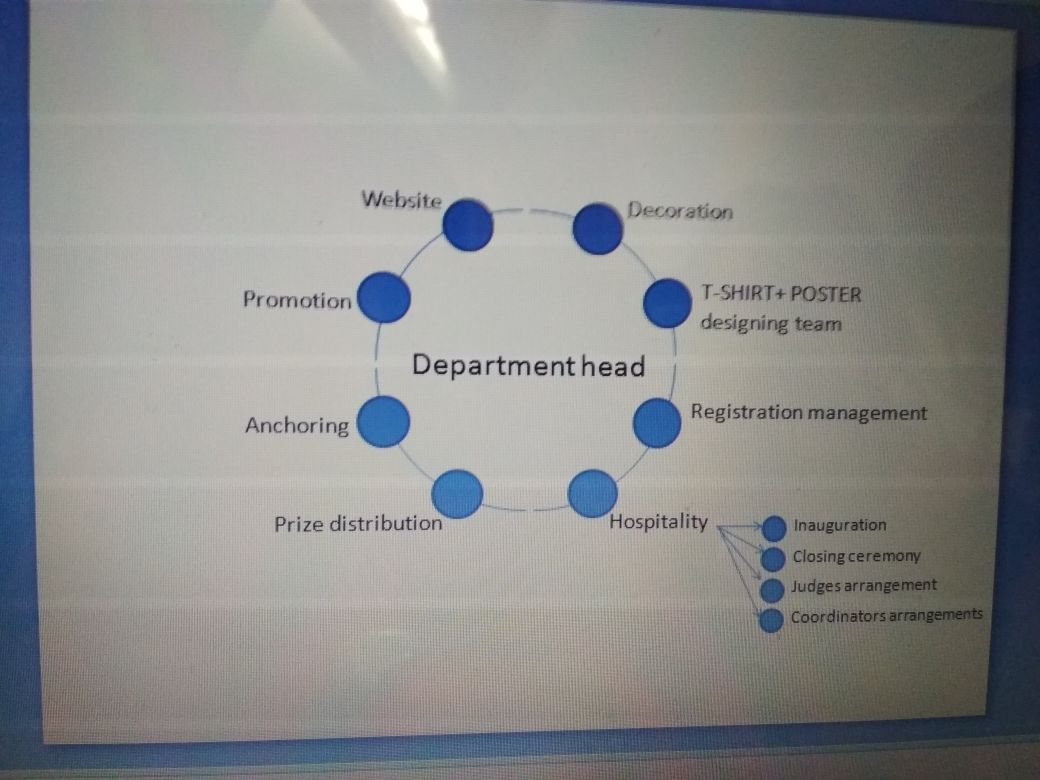 Website
Decoration
Promotion
T-SHIRT+ POSTER
designing team
Department head
Anchoring
Registration management
Prize distribution
Hospitality
Inauguration
Closing ceremony
Judges arrangement
Coordinators arrangements